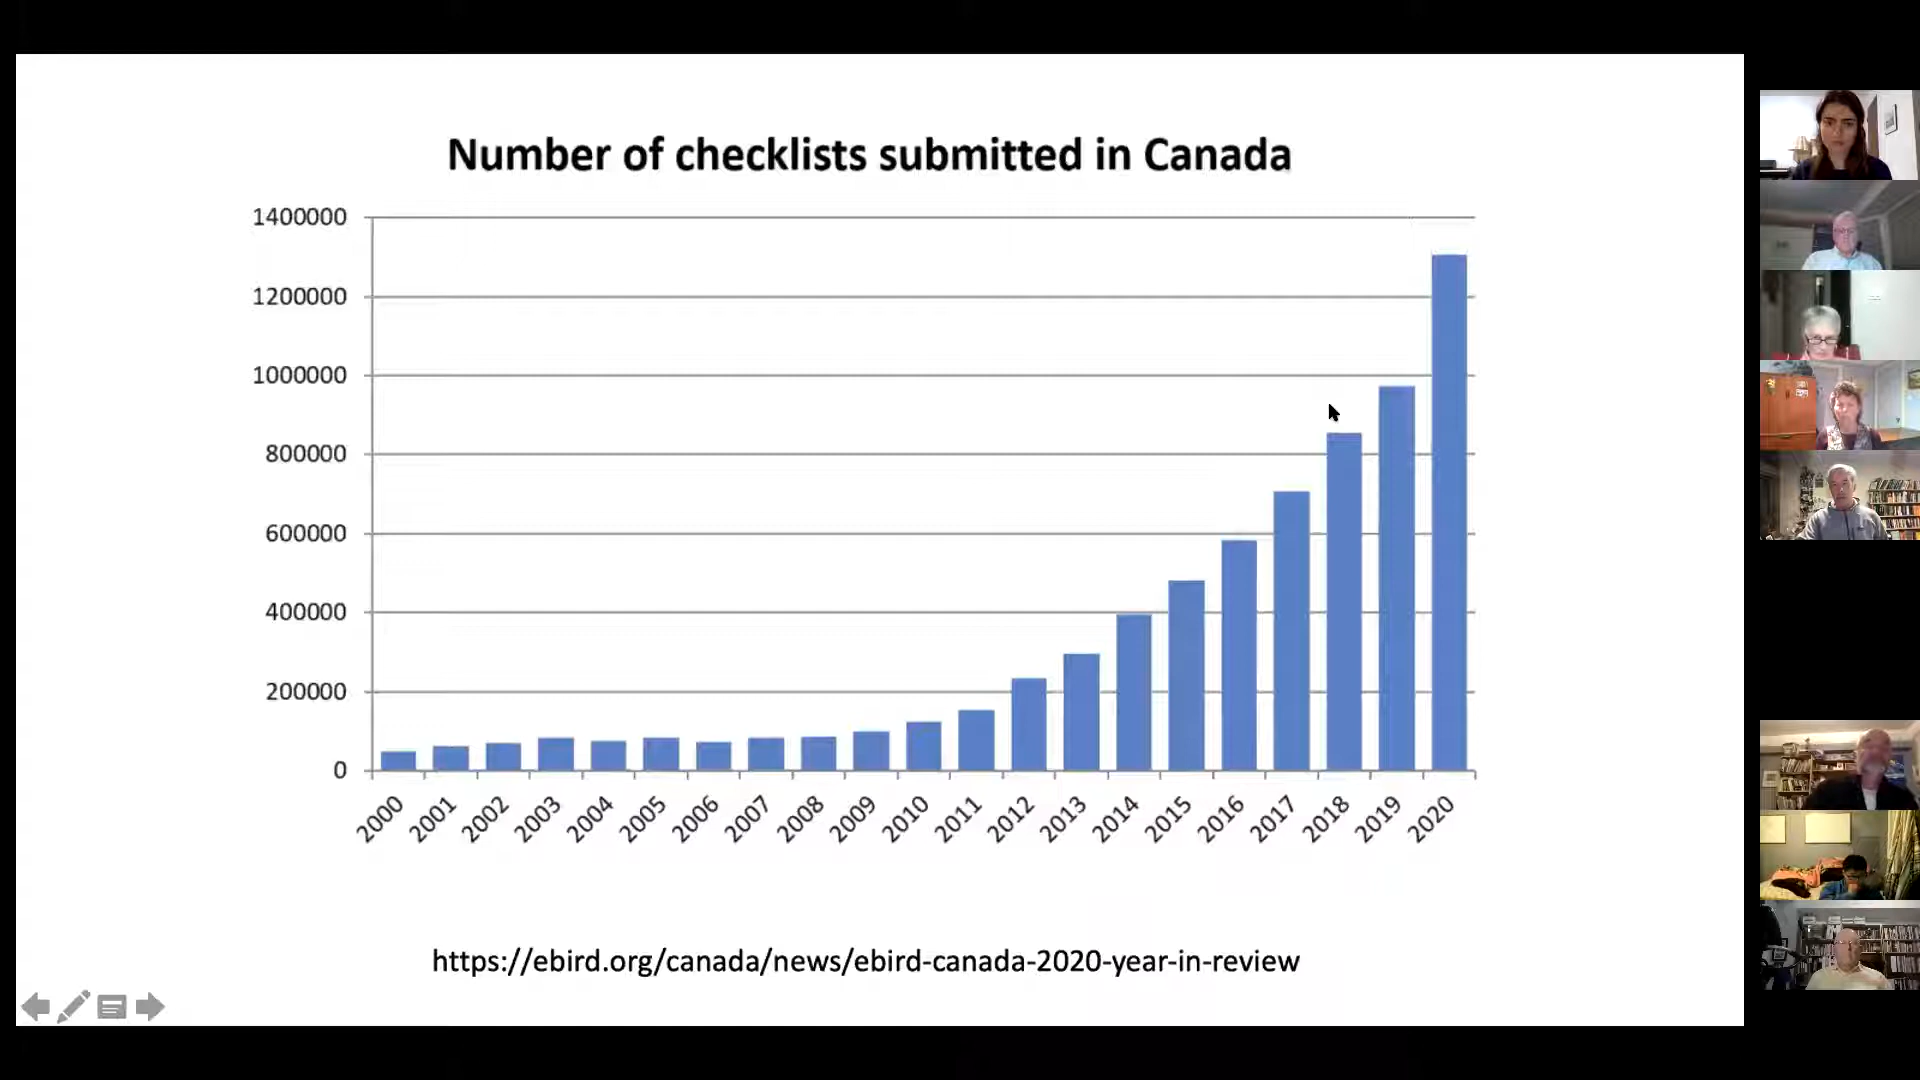 Number of checklists submitted in Canada
1400000
1200000
1000000
800000
600000
400000
200000
0
2000 2001 2002 2003 2004 2005 2006 2007 2008 2009 2010 2011 2012 2013 2014 2015 2016 2017 2018 2019 2020
https://ebird.org/canada/news/ebird-canada-2020-year-in-review